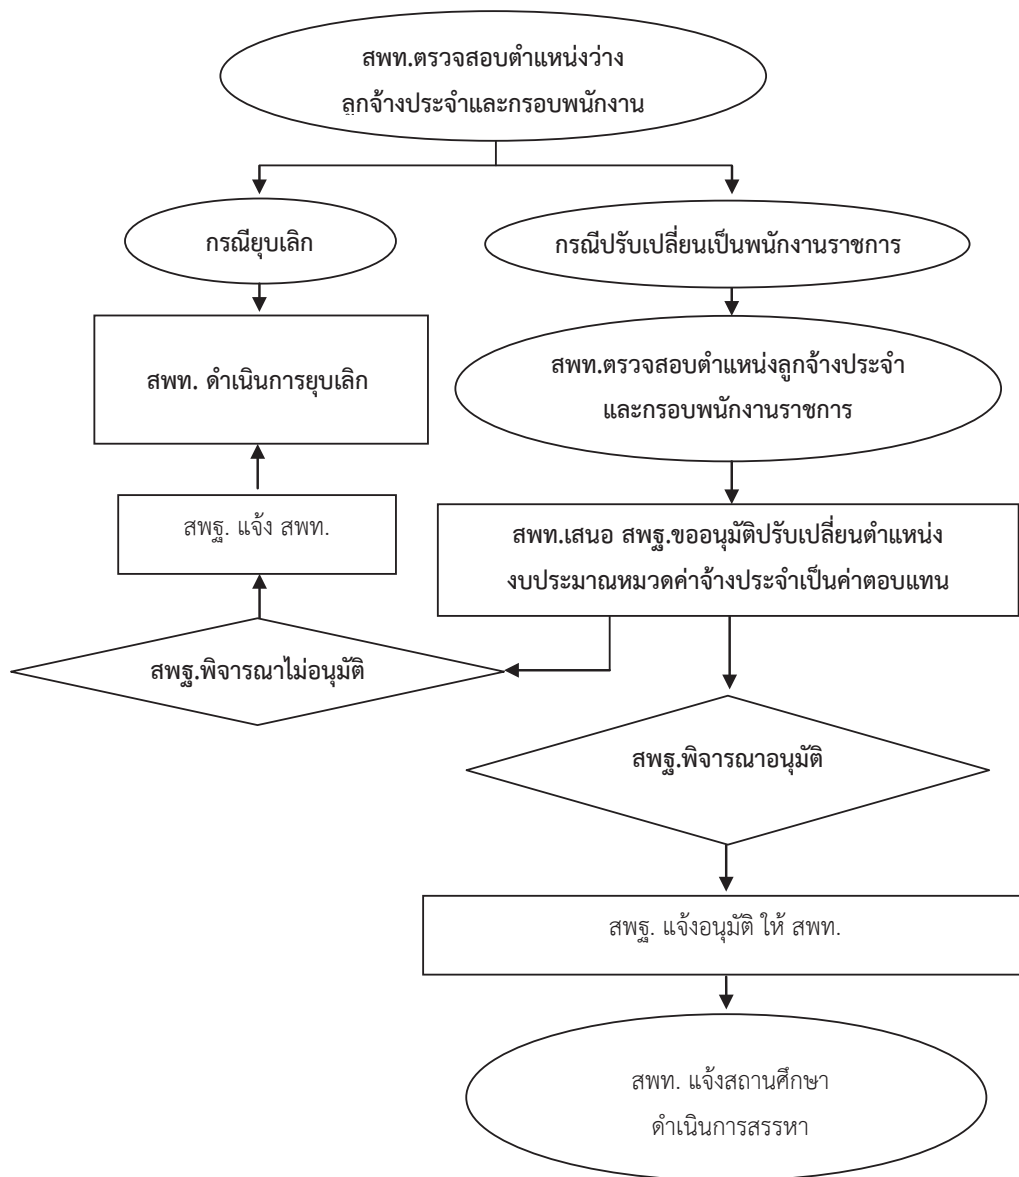 สพท.ตรวจสอบตำแหน่งว่าง
ลูกจ้างประจำและกรอบพนักงาน
กรณียุบเลิก
กรณีปรับเปลี่ยนเป็นพนักงานราชการ
สพท. ดำเนินการยุบเลิก
สพท.ตรวจสอบตำแหน่งลูกจ้างประจำ
และกรอบพนักงานราชการ
สพฐ. แจ้ง สพท.
สพท.เสนอ สพฐ.ขออนุมัติปรับเปลี่ยนตำแหน่ง
งบประมาณหมวดค่าจ้างประจำเป็นค่าตอบแทน
สพฐ.พิจารณาไม่อนุมัติ
สพฐ.พิจารณาอนุมัติ
สพฐ. แจ้งอนุมัติ ให้ สพท.
สพท. แจ้งสถานศึกษา
ดำเนินการสรรหา